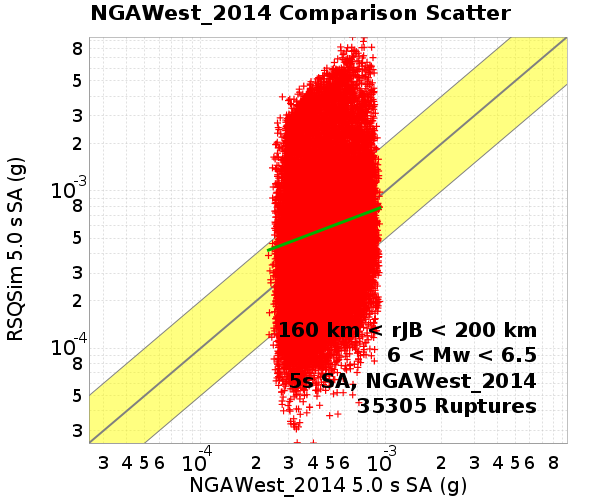 NGAWest_2014 Comparison Scatter
RSQSim 5.0 s SA (g)
8
5
3
2
10-3
8
5
3
2
10-4
8
5
3
160 km < rJB < 200 km
6 < Mw < 6.5
5s SA, NGAWest_2014
35305 Ruptures
3 4 5 6 10-4 2 3 4 5 6 10-3 2 3 4 5 6 8
NGAWest_2014 5.0 s SA (g)